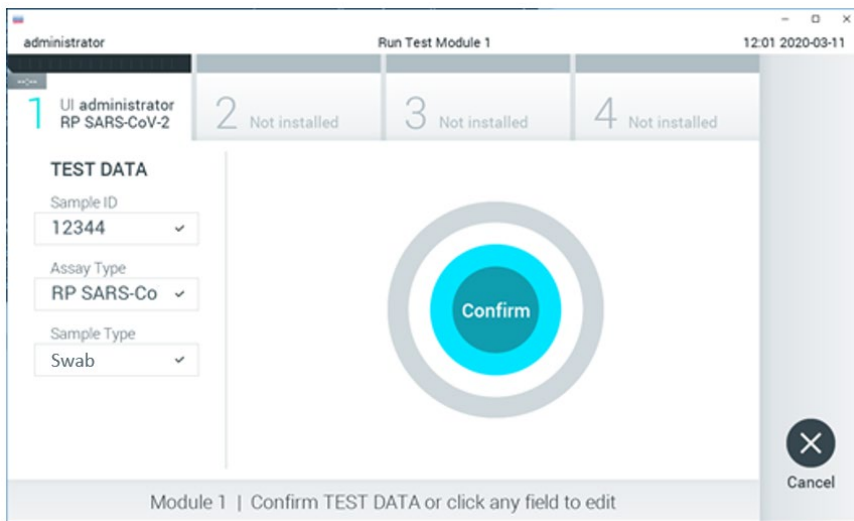 administrator
Run Test Module 1
12:01 2020-03-11
--:--
1
UI administrator
RP SARS-CoV-2
2 Not installed
3 Not installed
4 Not installed
TEST DATA
Sample ID
12344
Assay Type
RP SARS-Co
Sample Type
Swab
Confirm
Cancel
Module 1 | Confirm TEST DATA or click any field to edit